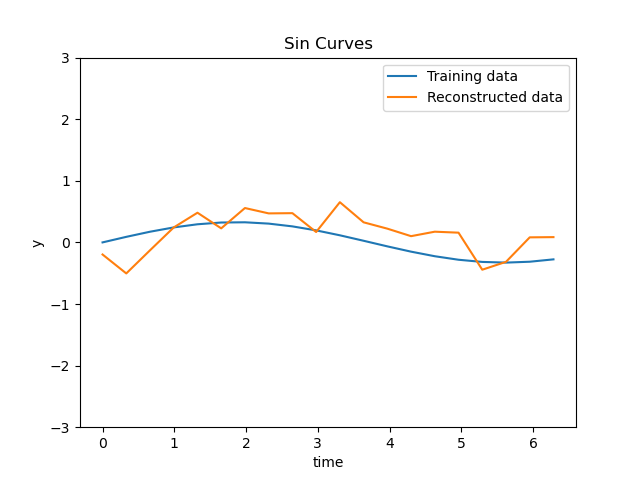 Sin Curves
Training data
Reconstructed data
3
2
1
0
−1
−2
−3
y
0 1 2 3 4 5 6
time